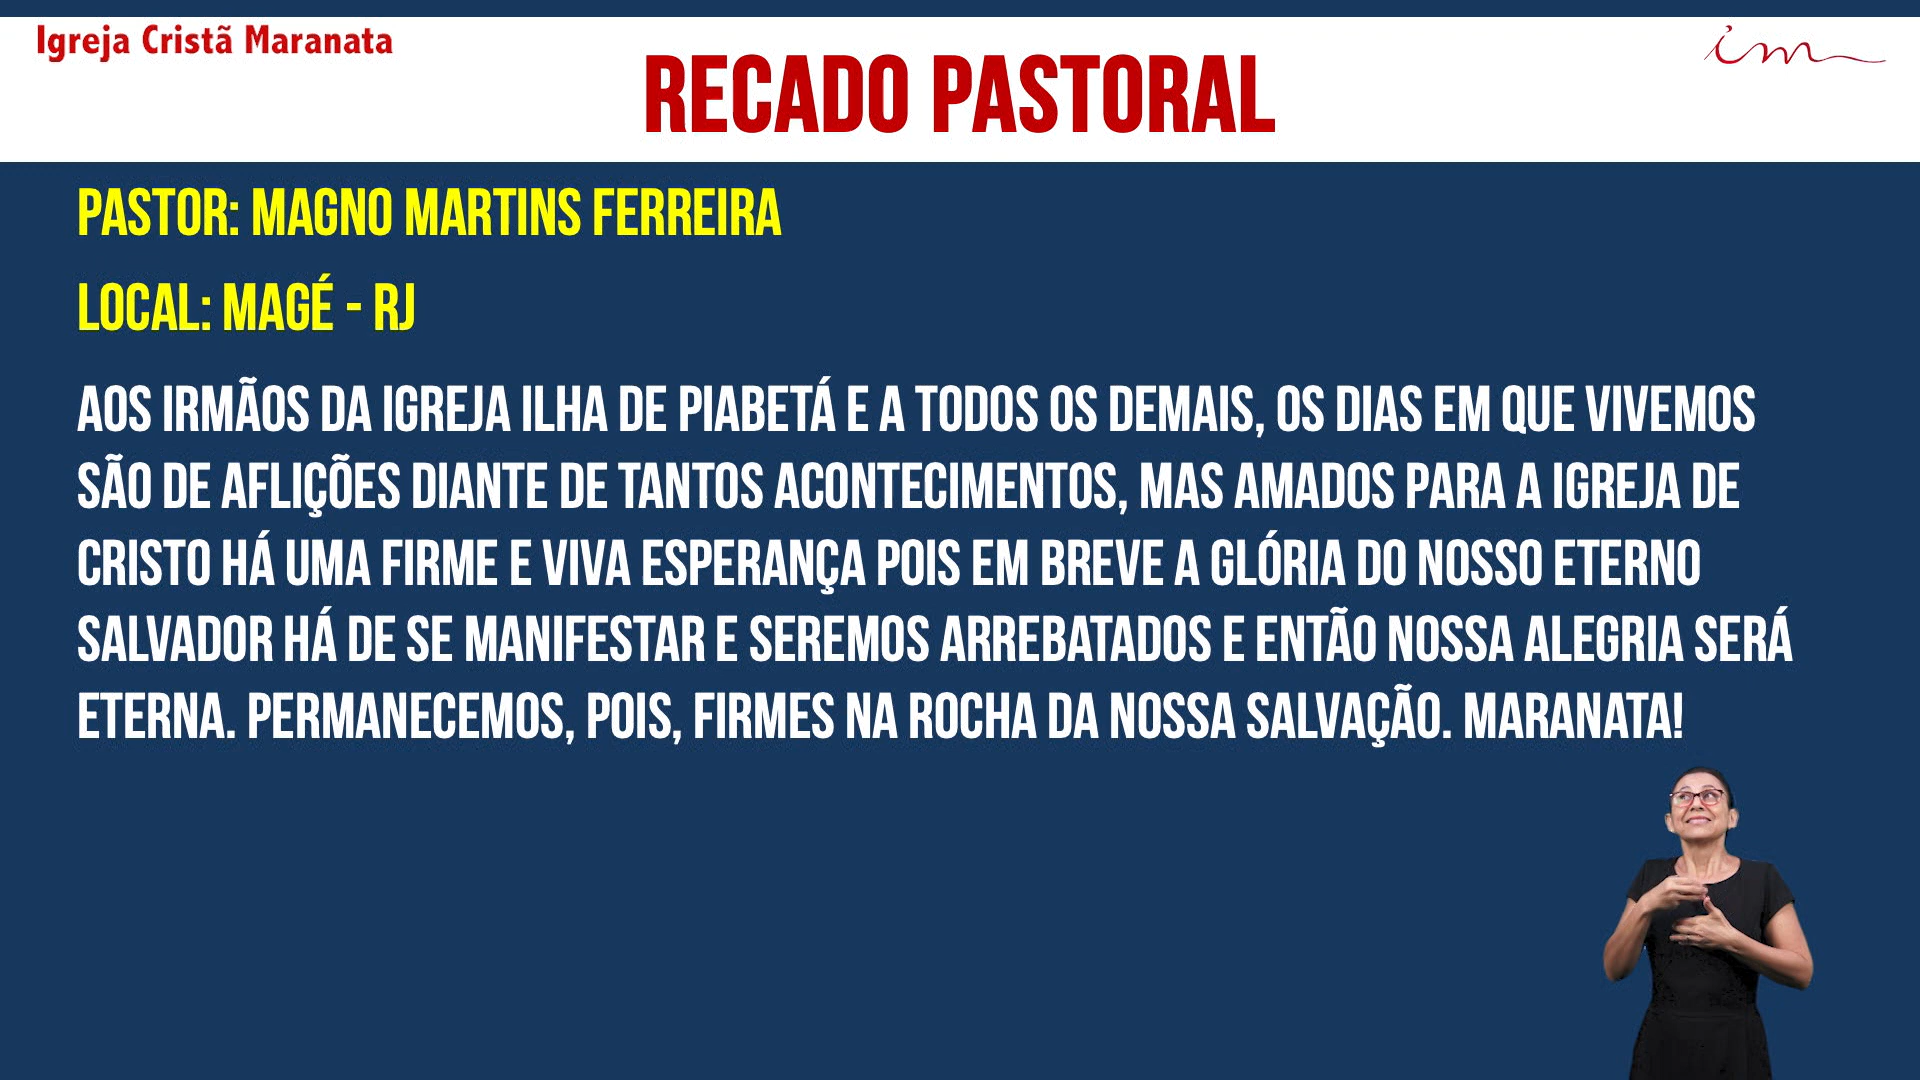 Igreja Cristã Maranata
im
RECADO PASTORAL
PASTOR: MAGNO MARTINS FERREIRA
LOCAL: MAGÉ - RJ
AOS IRMÃOS DA IGREJA ILHA DE PIABETÁ E A TODOS OS DEMAIS, OS DIAS EM QUE VIVEMOS
SÃO DE AFLIÇÕES DIANTE DE TANTOS ACONTECIMENTOS, MAS AMADOS PARA A IGREJA DE
CRISTO HÁ UMA FIRME E VIVA ESPERANÇA POIS EM BREVE A GLÓRIA DO NOSSO ETERNO
SALVADOR HÁ DE SE MANIFESTAR E SEREMOS ARREBATADOS E ENTÃO NOSSA ALEGRIA SERÁ
ETERNA. PERMANECEMOS, POIS, FIRMES NA ROCHA DA NOSSA SALVAÇÃO. MARANATA!